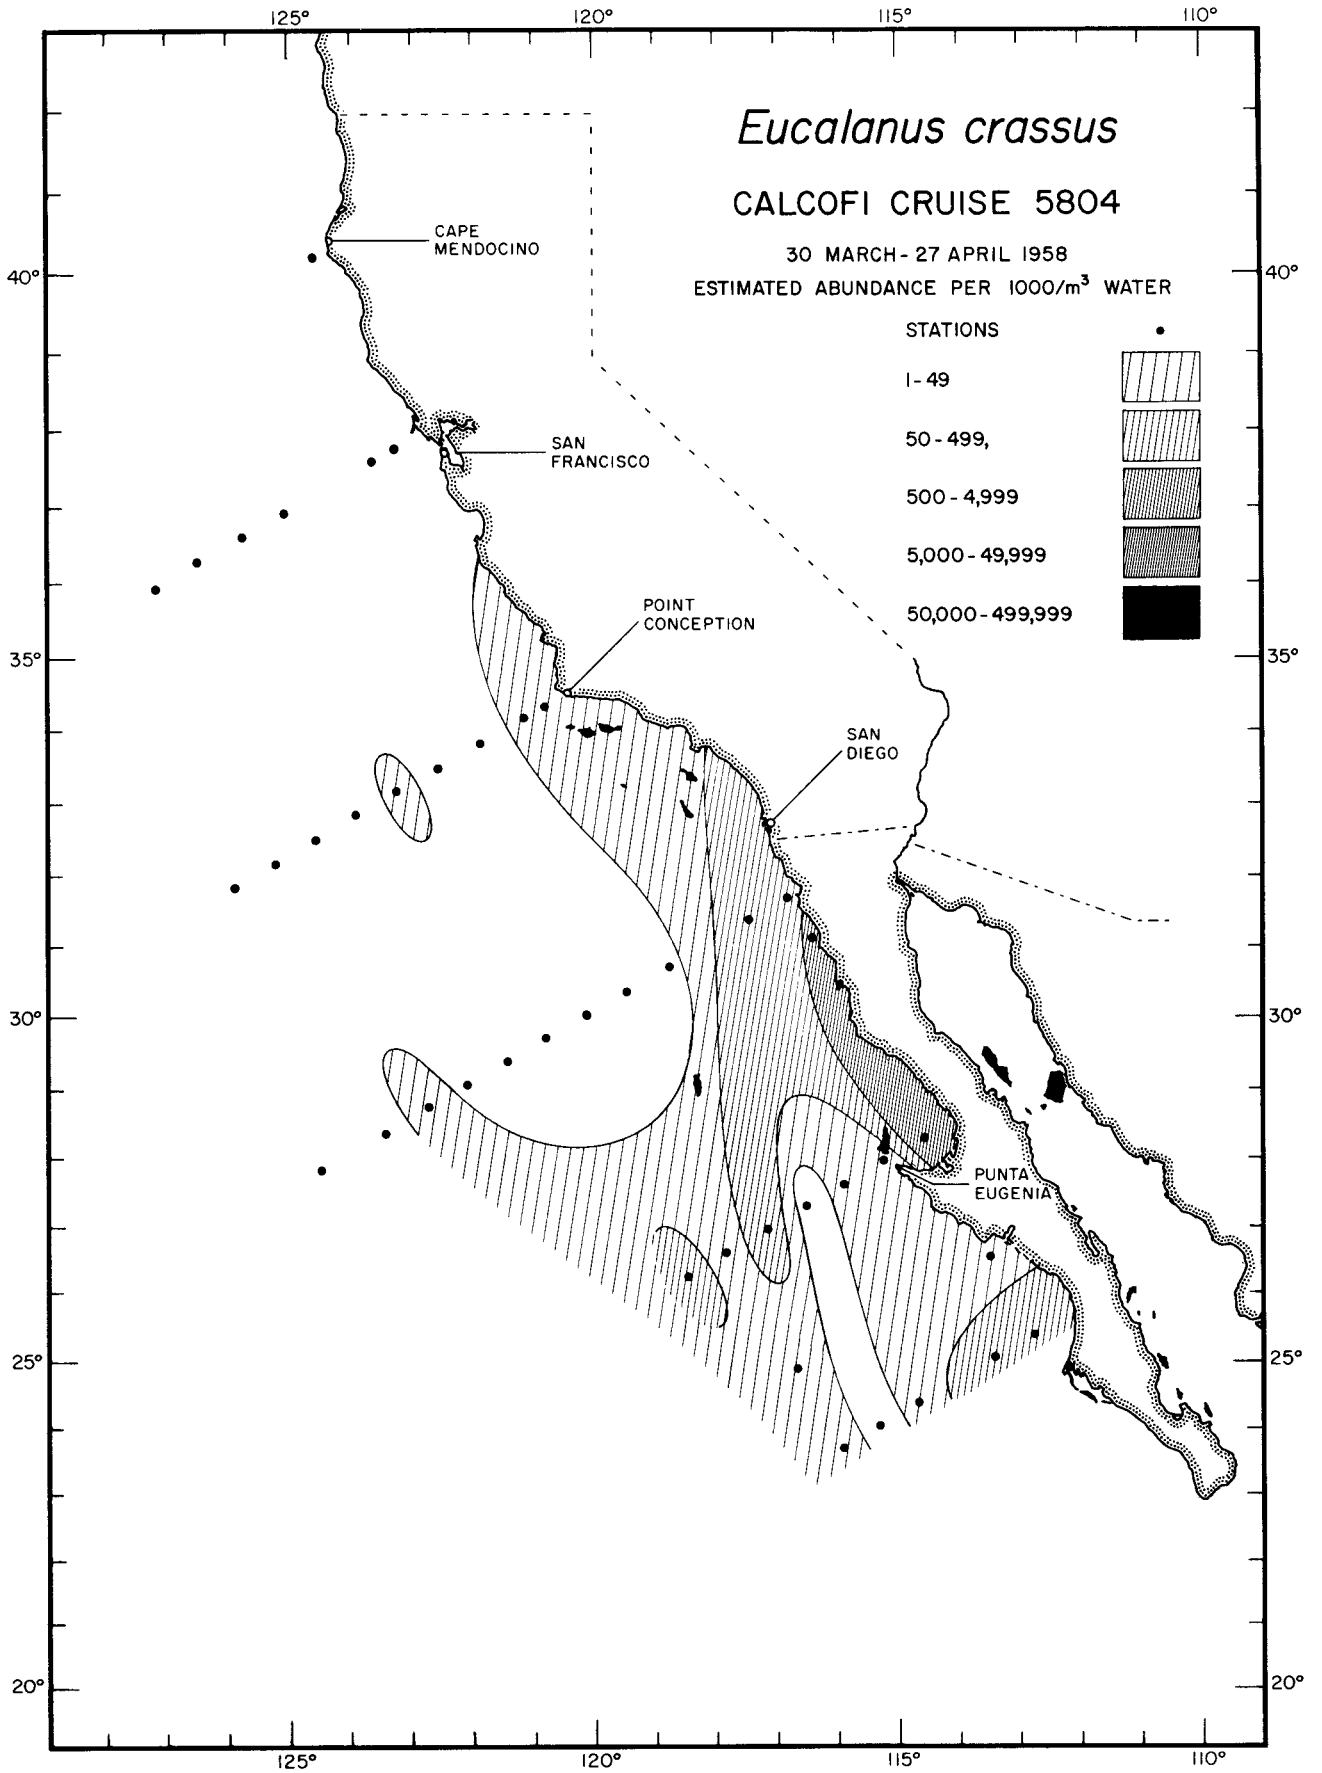 125° 120° 115° 110°
Eucalanus crassus
CALCOFI CRUISE 5804
30 MARCH - 27 APRIL 1958
ESTIMATED ABUNDANCE PER 1000/m³ WATER
STATIONS
1-49
50-499,
500-4,999
5,000-49,999
50,000-499,999
CAPE
MENDOCINO
40° 40°
SAN
FRANCISCO
POINT
CONCEPTION
35° 35°
SAN
DIEGO
30° 30°
PUNTA
EUGENIA
25° 25°
20° 20°
125° 120° 115° 110°